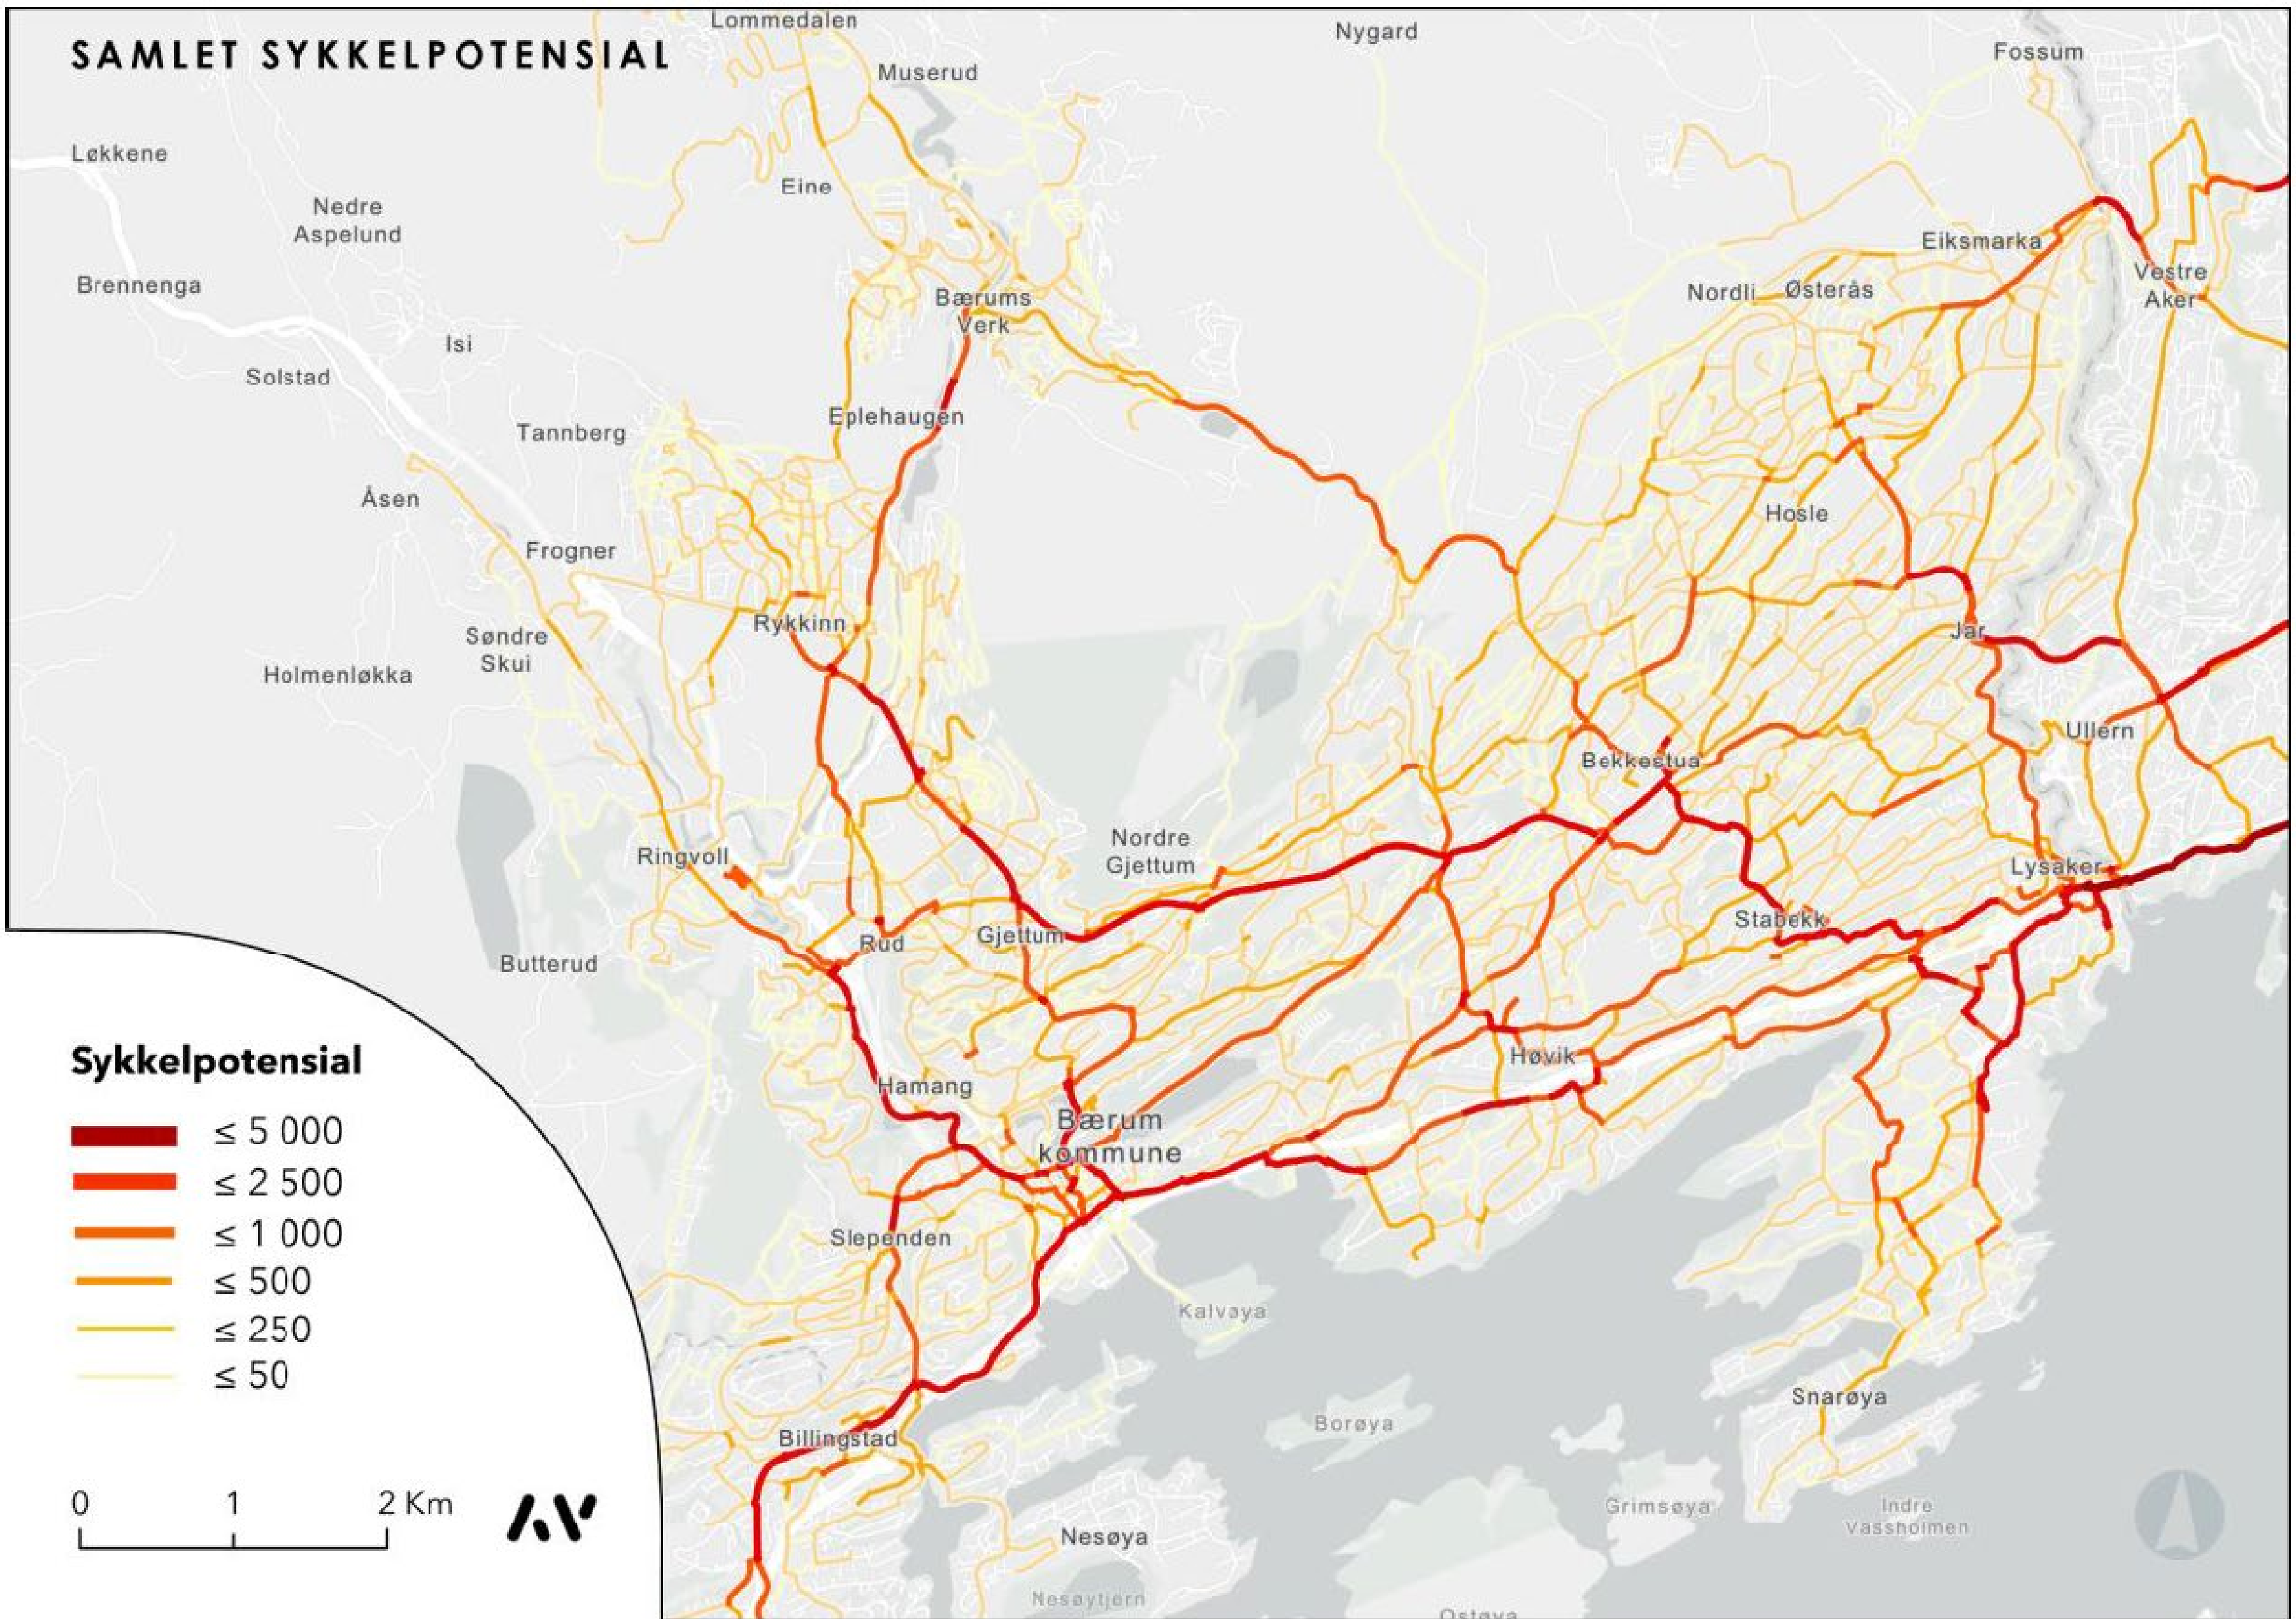 SAMLET SYKKELPOTENSIAL
Lommedalen
Nygard
Fossum
Muserud
Løkkene
Eine
Nedre
Aspelund
Eiksmarka
Brennenga
Vestre
Aker
Nordli
Østerås
Bærums
Verk
Isi
Solstad
Eplehaugen
Tannberg
Åsen
Hosle
Frogner
Rykkinn
Jar
Søndre
Skui
Holmenløkka
Ullern
Bekkestua
Nordre
Gjettum
Ringvoll
Lysaker
Stabekk
Rud
Gjettum
Butterud
Høvik
Hamang
Bærum
kommune
Slependen
Kalvøya
Snarøya
Borøya
Billingstad
Grimsøya
Indre
Vassholmen
Nesøya
Nesøytjern
Ostøya
Sykkelpotensial
≤ 5 000
≤ 2 500
≤ 1 000
≤ 500
≤ 250
≤ 50
0 1 2 Km